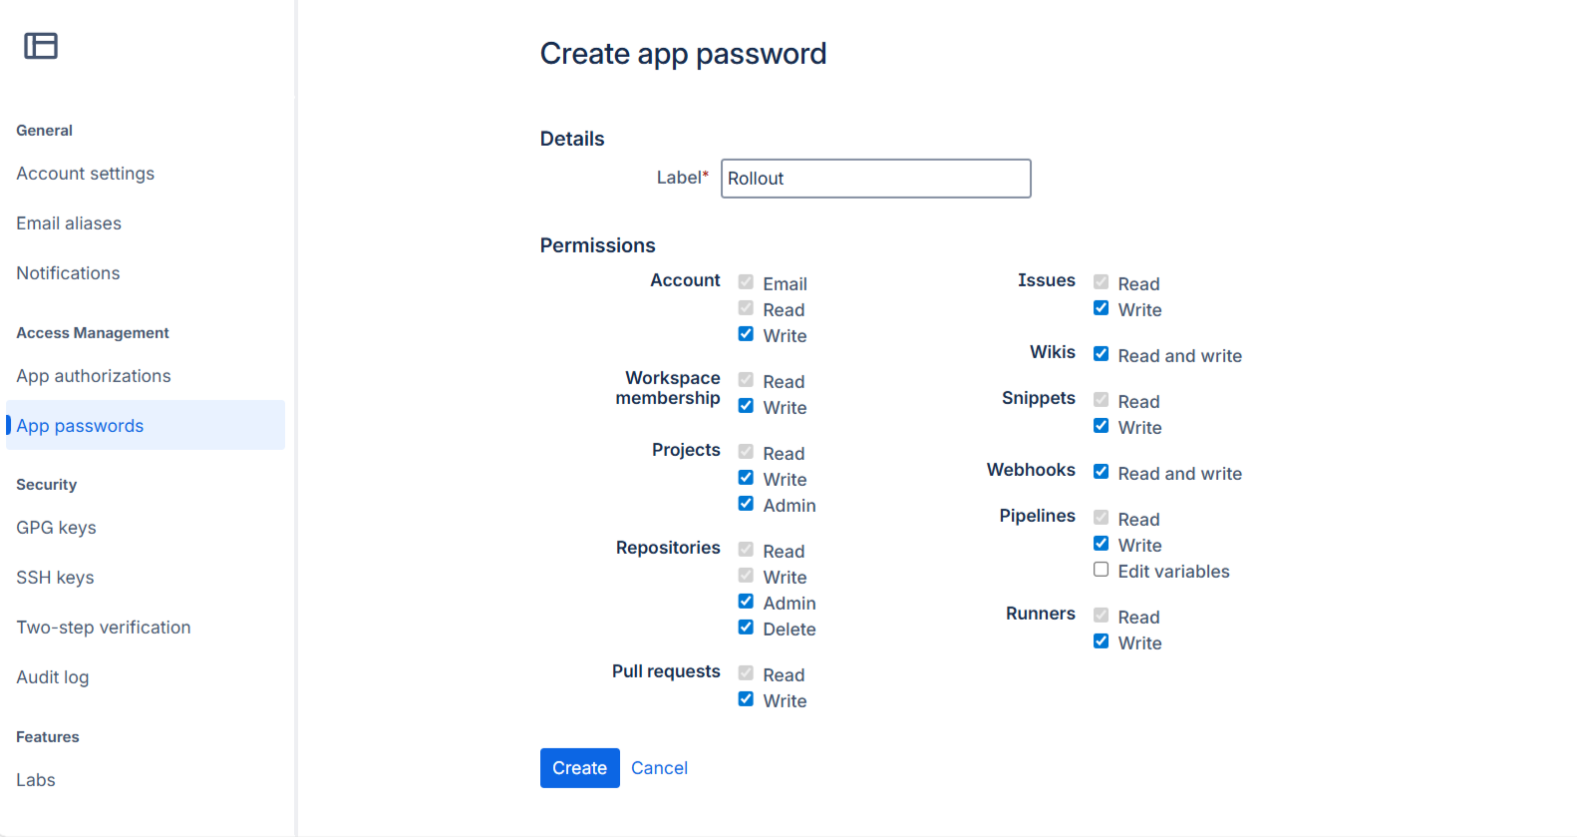 General
Account settings
Email aliases
Notifications
Access Management
App authorizations
App passwords
Security
GPG keys
SSH keys
Two-step verification
Audit log
Features
Labs
Create app password
Details
Label* Rollout
Permissions
Account Email
Read
Write
Workspace membership Read
Write
Projects Read
Write
Admin
Repositories Read
Write
Admin
Delete
Pull requests Read
Write
Issues Read
Write
Wikis Read and write
Snippets Read
Write
Webhooks Read and write
Pipelines Read
Write
Edit variables
Runners Read
Write
Create Cancel